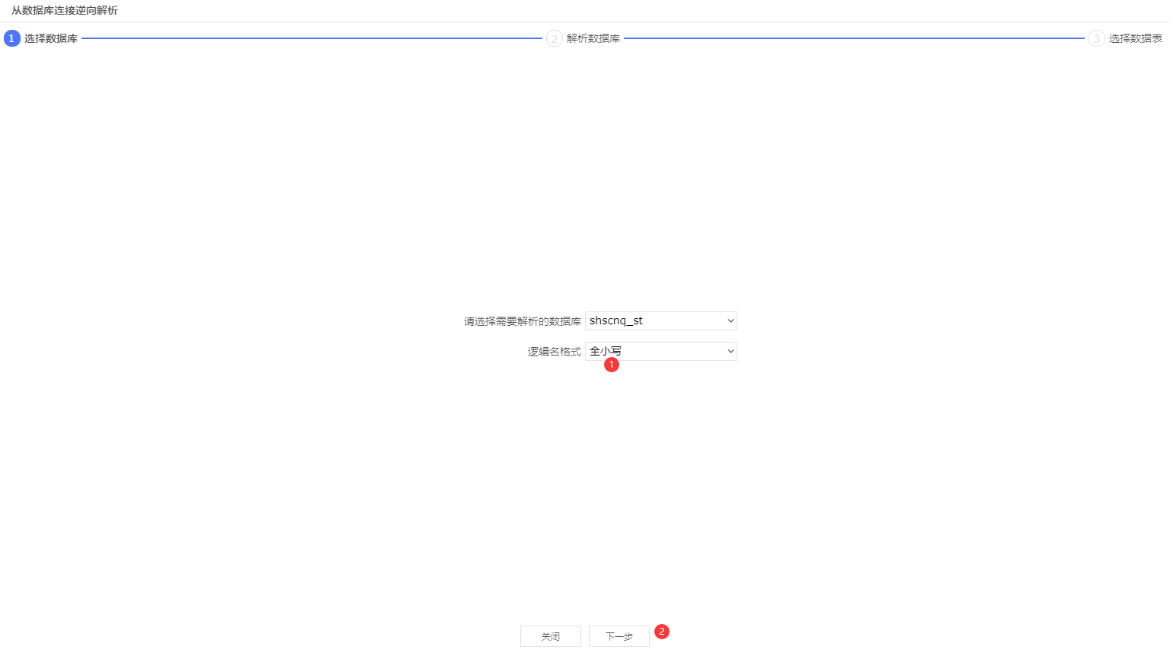 从数据库连接逆向解析
1 选择数据库 2 解析数据库 3 选择数据表
请选择需要解析的数据库 shscnq_st
逻辑名格式 全小写
1
关闭 下一步 2